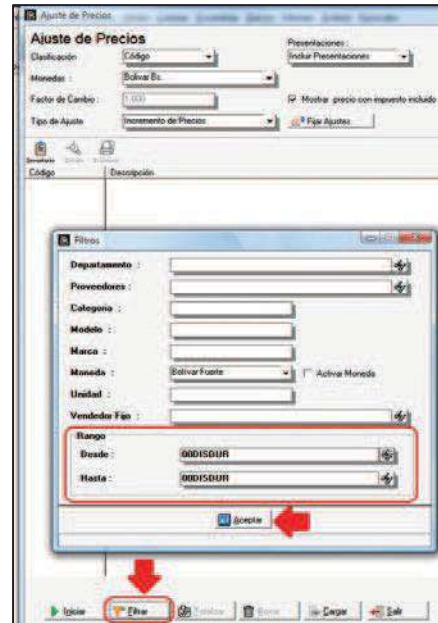 Ajuste de Precios
Ajuste de Precios
Presentaciones :
Clasificación
Código
Incluir Presentaciones
Monedas :
Bolivar Bs.
Factor de Cambio :
1.000
Mostrar precio con impuesto incluido
Tipo de Ajuste
Incremento de Precios
Fijar Ajustes
Código
Descripción
Filtros
Departamento :
Proveedores :
Categoria :
Modelo :
Marca :
Moneda :
Bolivar Fuerte
Activar Moneda
Unidad :
Vendedor Fijo :
Rango
Desde :
00DISDUR
Hasta :
00DISDUR
Aceptar
Iniciar
Filtrar
Totalizar
Borrar
Cargar
Salir